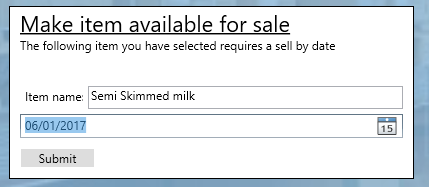 Make item available for sale
The following item you have selected requires a sell by date
Item name: Semi Skimmed milk
06/01/2017 15
Submit